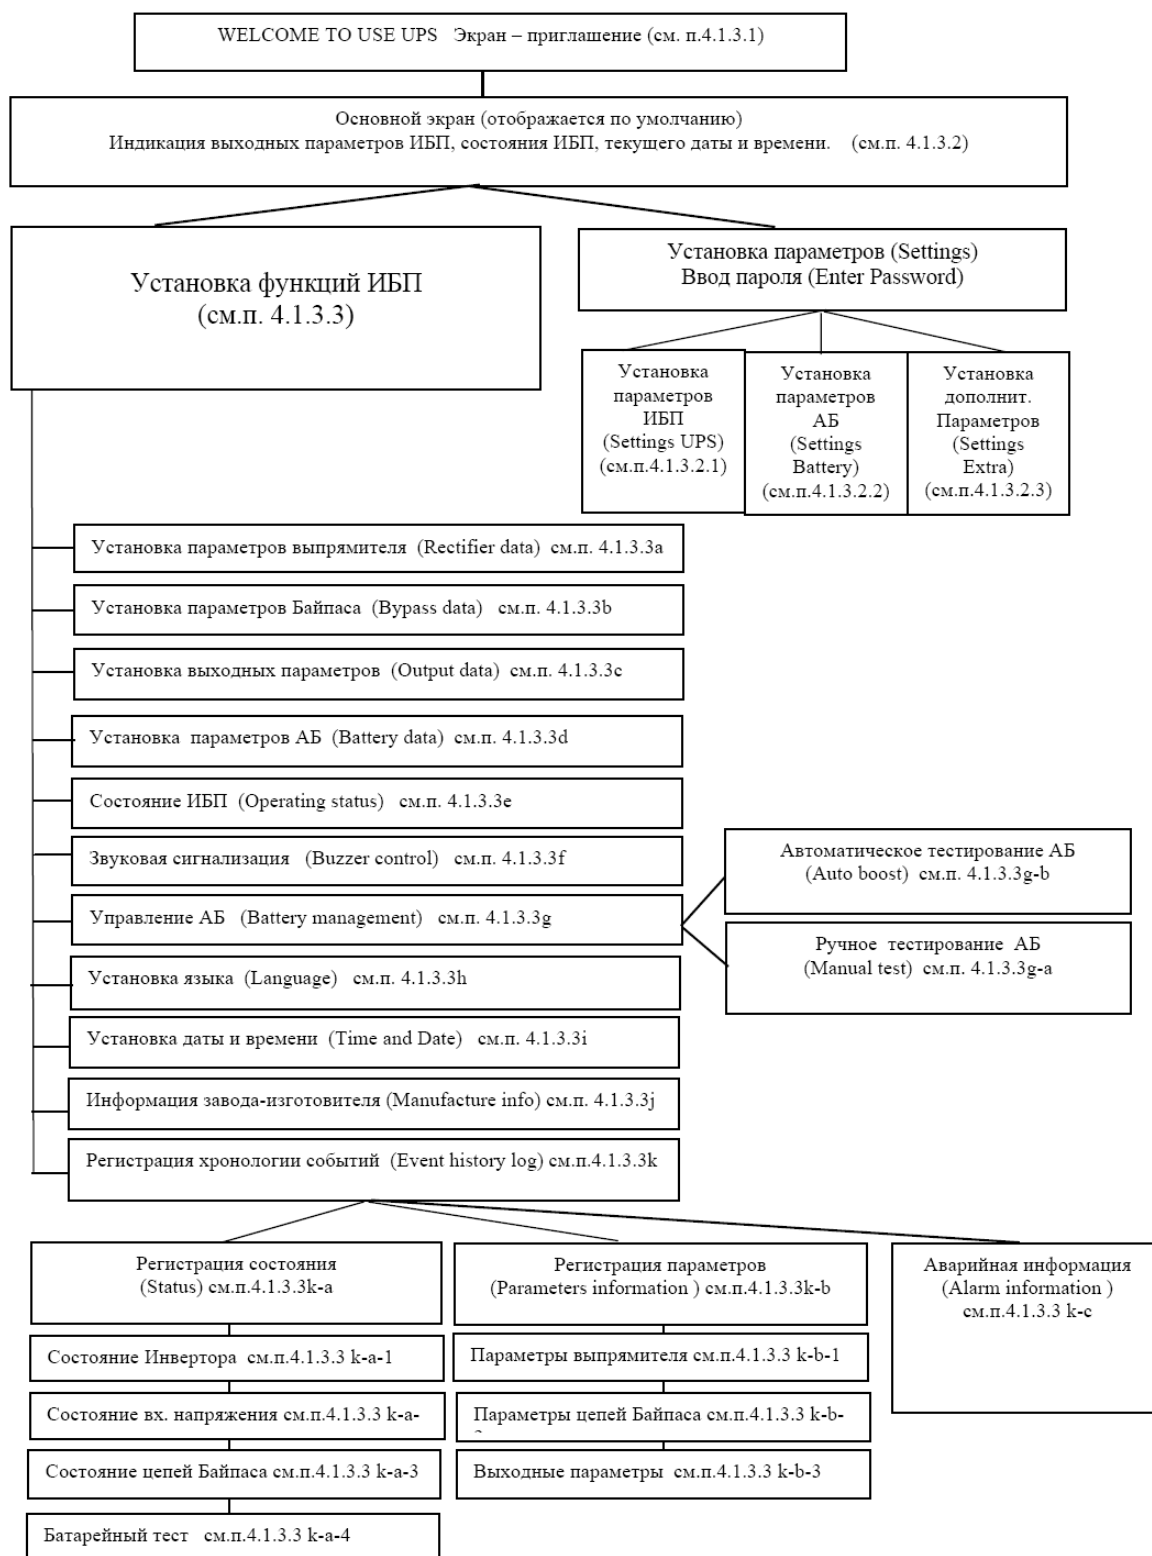 WELCOME TO USE UPS Экран – приглашение (см. п.4.1.3.1)
Основной экран (отображается по умолчанию)
Индикация выходных параметров ИБП, состояния ИБП, текущего даты и времени. (см.п. 4.1.3.2)
Установка функций ИБП
(см.п. 4.1.3.3)
Установка параметров (Settings)
Ввод пароля (Enter Password)
Установка
параметров
ИБП
(Settings UPS)
(см.п.4.1.3.2.1)
Установка
параметров
АБ
(Settings
Battery)
(см.п.4.1.3.2.2)
Установка
дополнит.
Параметров
(Settings
Extra)
(см.п.4.1.3.2.3)
Установка параметров выпрямителя (Rectifier data) см.п. 4.1.3.3a
Установка параметров Байпаса (Bypass data) см.п. 4.1.3.3b
Установка выходных параметров (Output data) см.п. 4.1.3.3c
Установка параметров АБ (Battery data) см.п. 4.1.3.3d
Состояние ИБП (Operating status) см.п. 4.1.3.3e
Звуковая сигнализация (Buzzer control) см.п. 4.1.3.3f
Управление АБ (Battery management) см.п. 4.1.3.3g
Автоматическое тестирование АБ
(Auto boost) см.п. 4.1.3.3g-b
Ручное тестирование АБ
(Manual test) см.п. 4.1.3.3g-a
Установка языка (Language) см.п. 4.1.3.3h
Установка даты и времени (Time and Date) см.п. 4.1.3.3i
Информация завода-изготовителя (Manufacture info) см.п. 4.1.3.3j
Регистрация хронологии событий (Event history log) см.п.4.1.3.3k
Регистрация состояния
(Status) см.п.4.1.3.3k-a
Состояние Инвертора см.п.4.1.3.3 k-a-1
Состояние вх. напряжения см.п.4.1.3.3 k-a-
Состояние цепей Байпаса см.п.4.1.3.3 k-a-3
Батарейный тест см.п.4.1.3.3 k-a-4
Регистрация параметров
(Parameters information ) см.п.4.1.3.3k-b
Параметры выпрямителя см.п.4.1.3.3 k-b-1
Параметры цепей Байпаса см.п.4.1.3.3 k-b-
Выходные параметры см.п.4.1.3.3 k-b-3
Аварийная информация
(Alarm information )
см.п.4.1.3.3 k-c